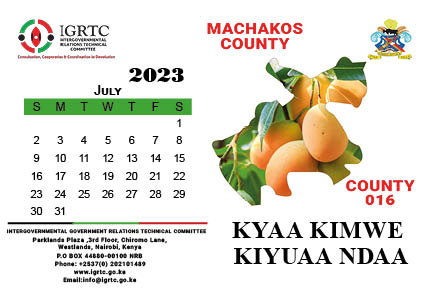 IGRTC
INTERGOVERNMENTAL
RELATIONS TECHNICAL
COMMITTEE
Consultation, Cooperation & Coordination in Devolution
2023
JULY
S M T W T F S
1
2 3 4 5 6 7 8
9 10 11 12 13 14 15
16 17 18 19 20 21 22
23 24 25 26 27 28 29
30 31
INTERGOVERNMENTAL GOVERNMENT RELATIONS TECHNICAL COMMITTEE
Parklands Plaza ,3rd Floor, Chiromo Lane,
Westlands, Nairobi, Kenya
P.O BOX 44880-00100 NRB
Phone: +2537(0) 202101489
www.igrtc.go.ke
Email:info@igrtc.go.ke
MACHAKOS
COUNTY
COUNTY
016
KYAA KIMWE
KIYUAA NDAA